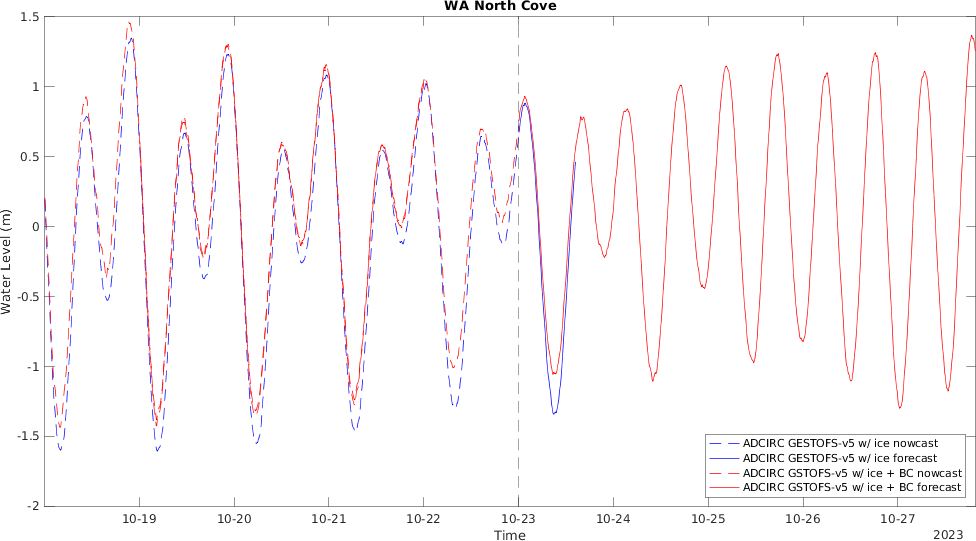 WA North Cove
1.5
1
0.5
0
-0.5
-1
-1.5
-2
Water Level (m)
10-19
10-20
10-21
10-22
10-23
10-24
10-25
10-26
10-27
Time
2023
ADCIRC GESTOFS-v5 w/ ice nowcast
ADCIRC GESTOFS-v5 w/ ice forecast
ADCIRC GSTOFS-v5 w/ ice + BC nowcast
ADCIRC GSTOFS-v5 w/ ice + BC forecast